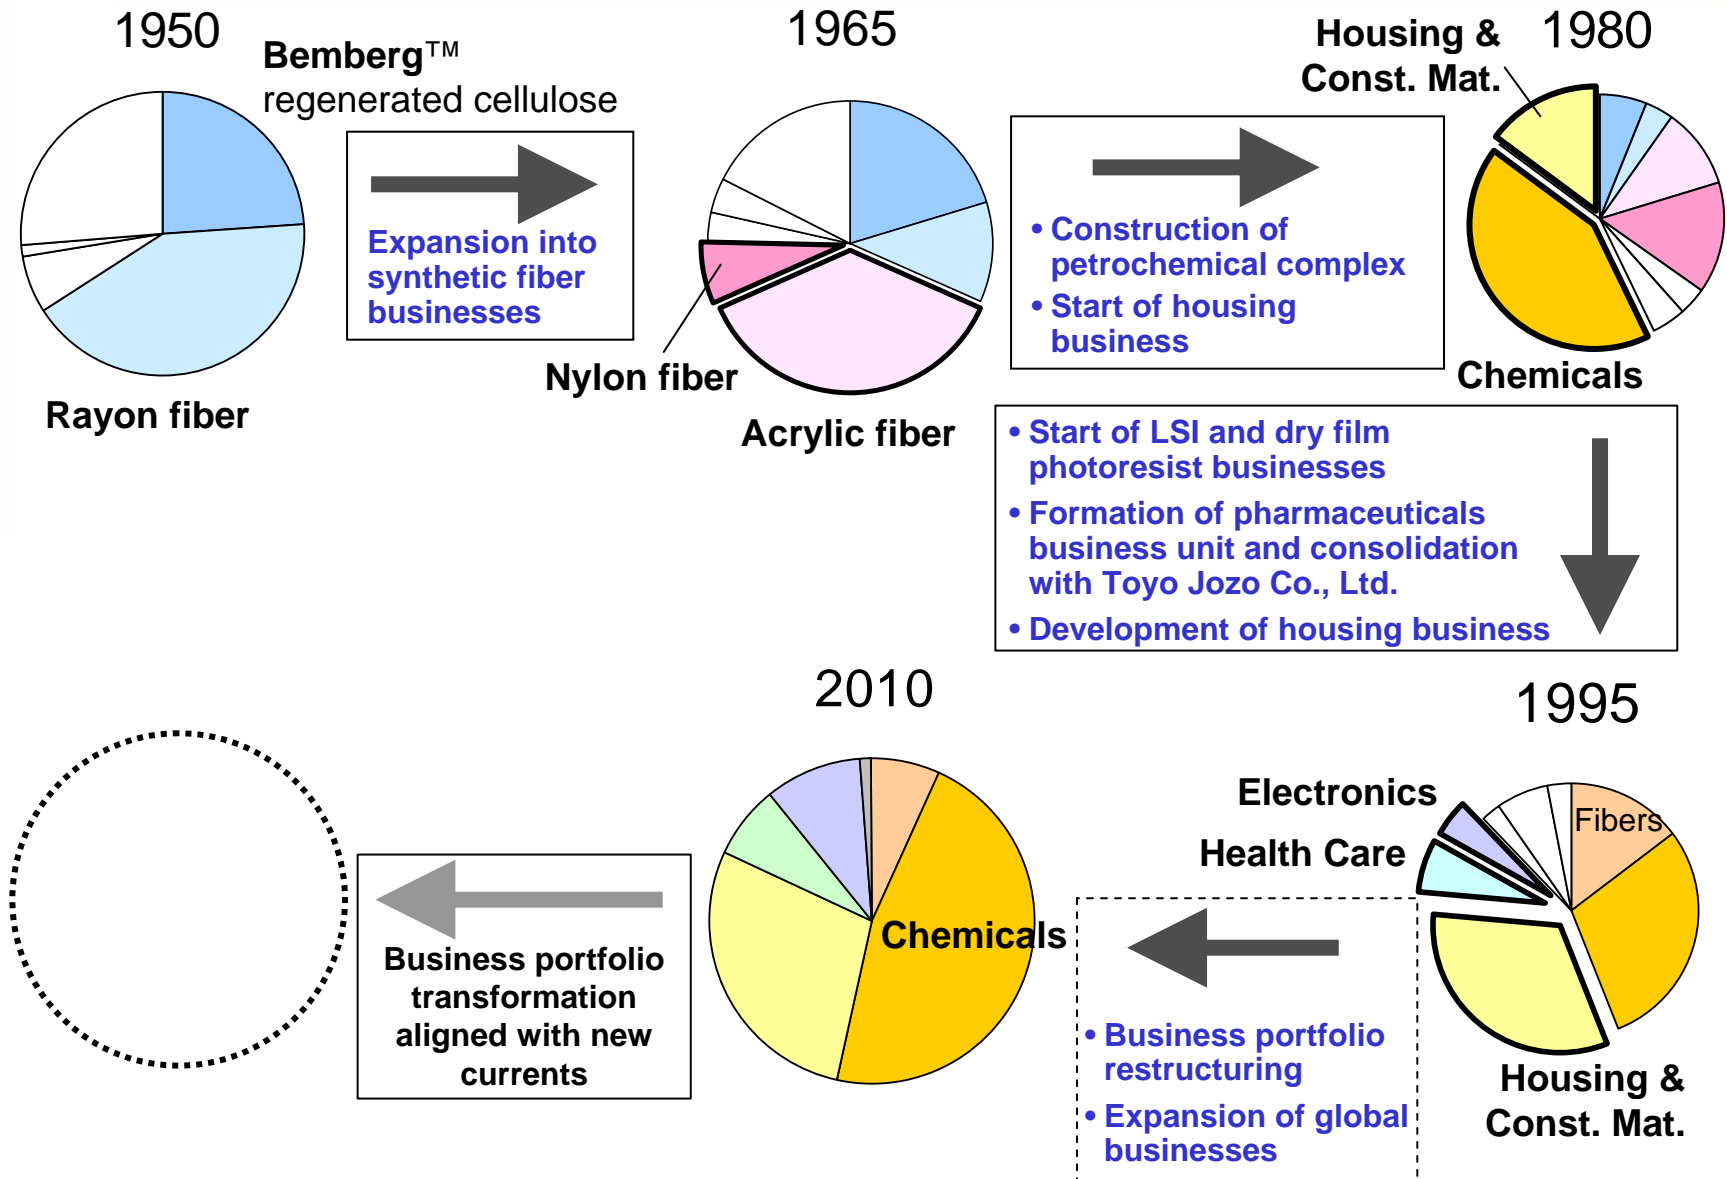 1950
Bemberg™
regenerated cellulose
Expansion into
synthetic fiber
businesses
Rayon fiber
1965
Nylon fiber
Acrylic fiber
• Construction of
petrochemical complex
• Start of housing
business
Housing &
Const. Mat.
1980
Chemicals
• Start of LSI and dry film
photoresist businesses
• Formation of pharmaceuticals
business unit and consolidation
with Toyo Jozo Co., Ltd.
• Development of housing business
1995
Electronics
Health Care
Fibers
Housing &
Const. Mat.
• Business portfolio
restructuring
• Expansion of global
businesses
2010
Chemicals
Business portfolio
transformation
aligned with new
currents